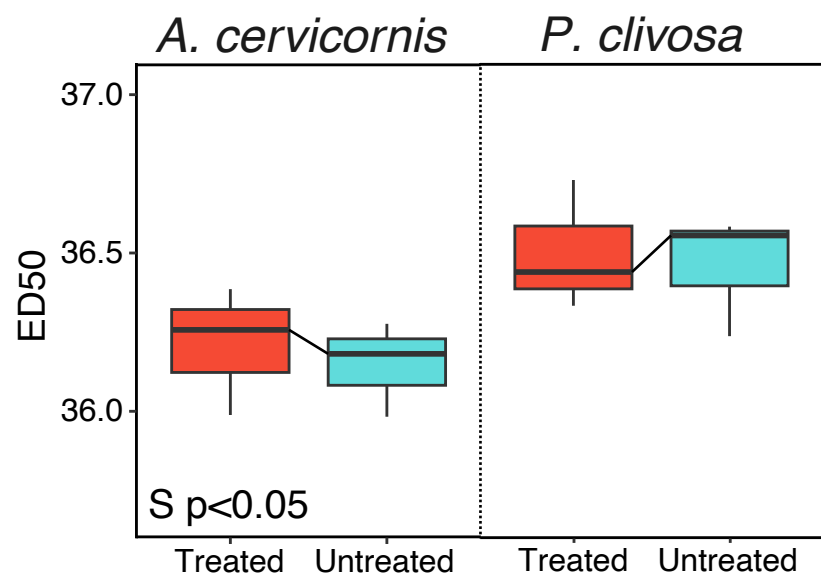 A. cervicornis P. clivosa
ED50
37.0
36.5
36.0
S p<0.05
Treated Untreated Treated Untreated